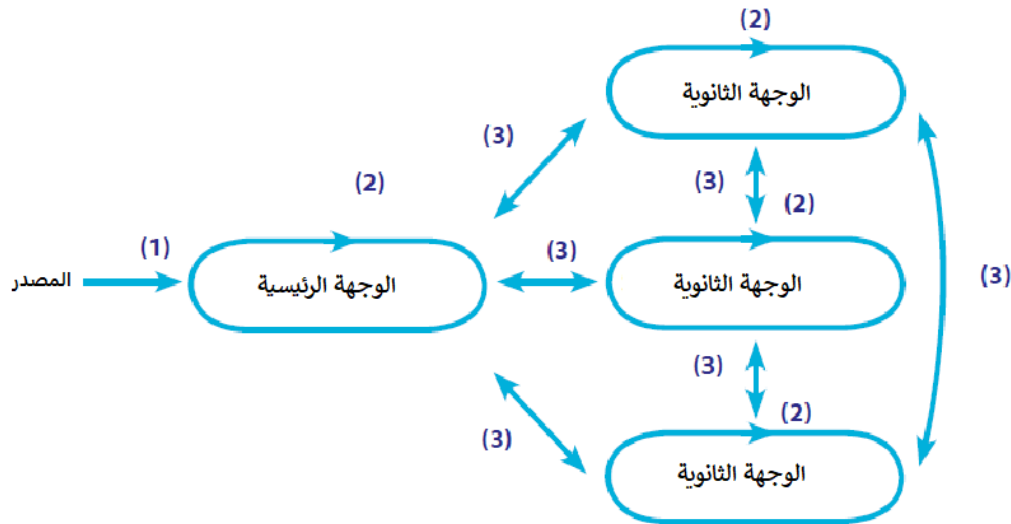 (2)
الوجهة الثانوية
(3)
(2)
(3)
(2)
(1)
(3)
المصدر
الوجهة الرئيسية
الوجهة الثانوية
(3)
(3)
(3)
(2)
الوجهة الثانوية